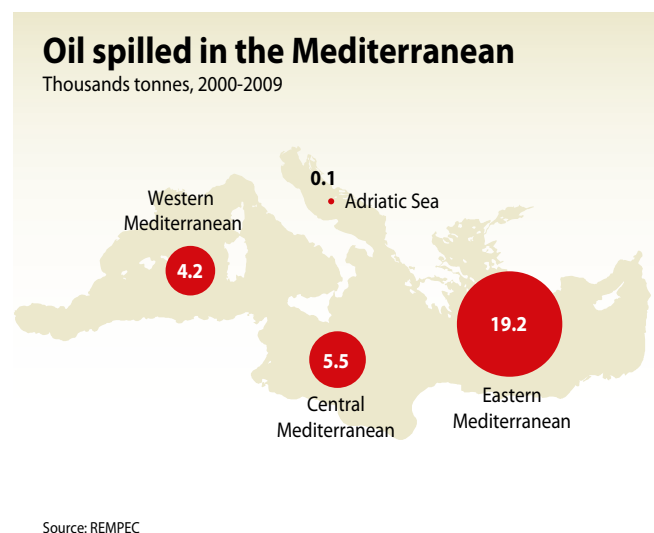 Oil spilled in the Mediterranean
Thousands tonnes, 2000-2009
0.1
Adriatic Sea
Western
Mediterranean
4.2
19.2
5.5
Central
Mediterranean
Eastern
Mediterranean
Source: REMPEC